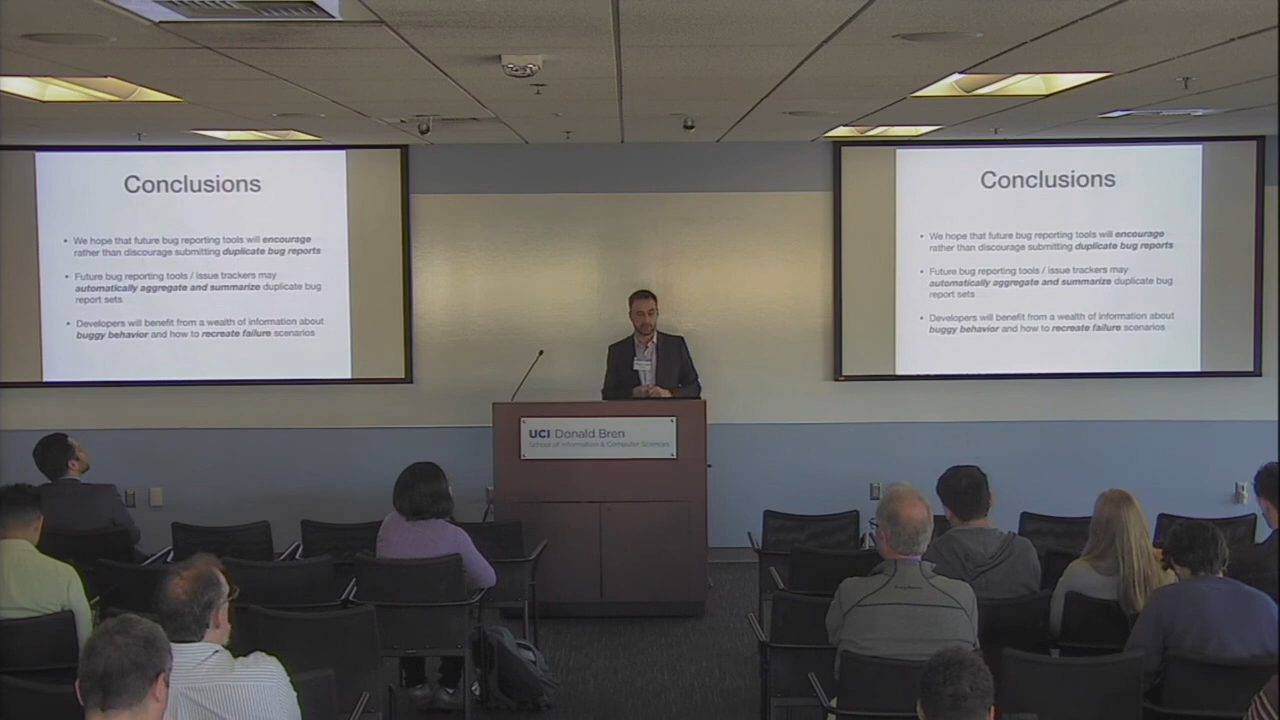 Conclusions
• We hope that future bug reporting tools will encourage
rather than discourage submitting duplicate bug reports
• Future bug reporting tools / issue trackers may
automatically aggregate and summarize duplicate bug
report sets
• Developers will benefit from a wealth of information about
buggy behavior and how to recreate failure scenarios
Conclusions
• We hope that future bug reporting tools will encourage
rather than discourage submitting duplicate bug reports
• Future bug reporting tools / issue trackers may
automatically aggregate and summarize duplicate bug
report sets
• Developers will benefit from a wealth of information about
buggy behavior and how to recreate failure scenarios
UCI Donald Bren
School of Information & Computer Sciences